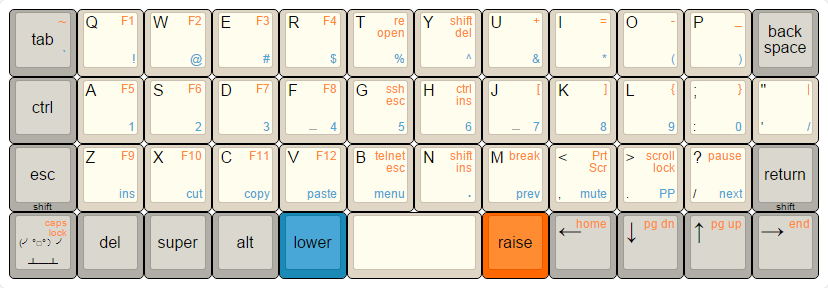 tab ~ `
Q F1 !
W F2 @
E F3 #
R F4 $
T re open %
Y shift del ^
U + &
I = *
O - (
P _ )
back space
ctrl
A F5 1
S F6 2
D F7 3
F F8 _ 4
G ssh esc 5
H ctrl ins 6
J [ _ 7
K ] 8
L { 9
; } : 0
" | ' /
esc shift
Z F9 ins
X F10 cut
C F11 copy
V F12 paste
B telnet esc menu
N shift ins .
M break prev
< Prt Scr , mute
> scroll lock . PP
? pause / next
return shift
caps lock (╯°□°)╯ ┻━┻
del
super
alt
lower
raise
← home
↓ pg dn
↑ pg up
→ end